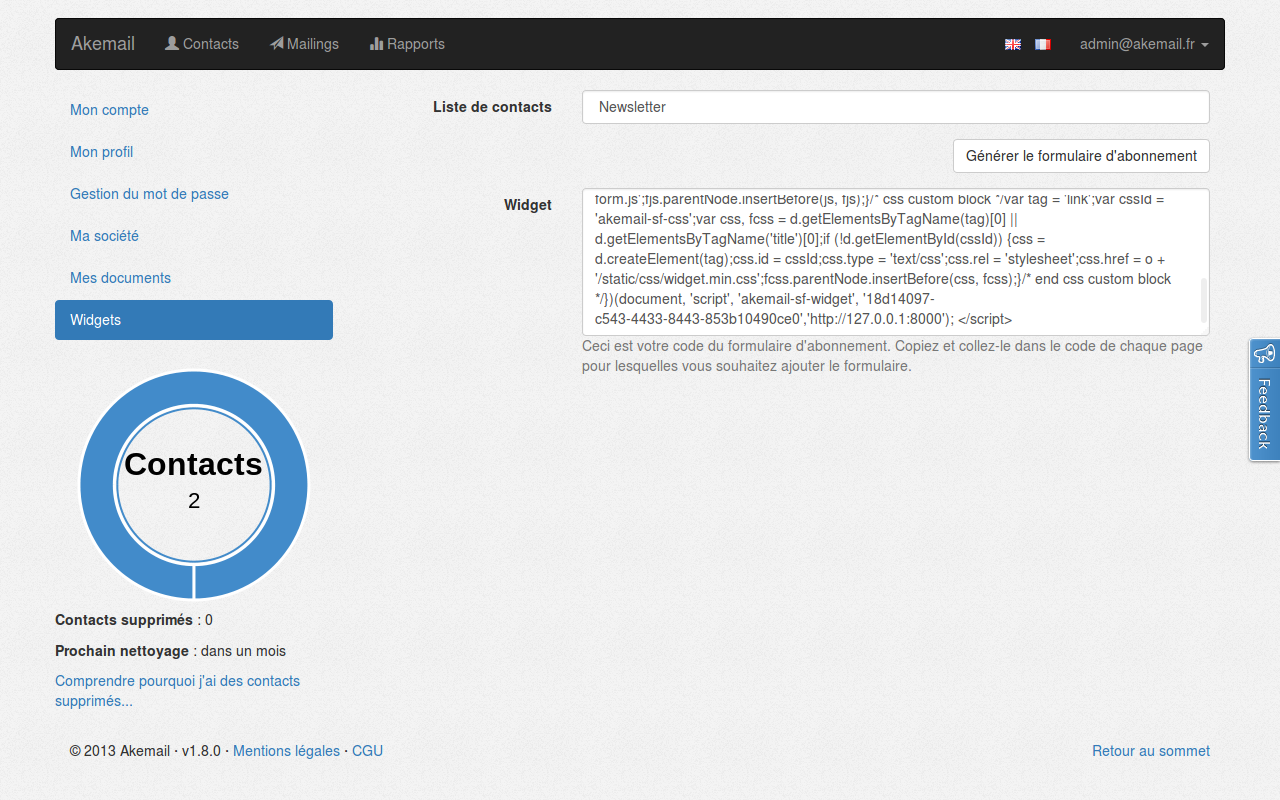 Akemail Contacts Mailings Rapports admin@akemail.fr
Mon compte
Mon profil
Gestion du mot de passe
Ma société
Mes documents
Widgets
Contacts
2
Contacts supprimés : 0
Prochain nettoyage : dans un mois
Comprendre pourquoi j'ai des contacts
supprimés...
Liste de contacts Newsletter
Générer le formulaire d'abonnement
Widget
form.js';fjs.parentNode.insertBefore(js, fjs);}/* css custom block */var tag = 'link';var cssId =
'akemail-sf-css';var css, fcss = d.getElementsByTagName(tag)[0] ||
d.getElementsByTagName('title')[0];if (!d.getElementById(cssId)) {css =
d.createElement(tag);css.id = cssId;css.type = 'text/css';css.rel = 'stylesheet';css.href = o +
'/static/css/widget.min.css';fcss.parentNode.insertBefore(css, fcss);}/* end css custom block
*/})(document, 'script', 'akemail-sf-widget', '18d14097-
c543-4433-8443-853b10490ce0','http://127.0.0.1:8000'); </script>
Ceci est votre code du formulaire d'abonnement. Copiez et collez-le dans le code de chaque page
pour lesquelles vous souhaitez ajouter le formulaire.
Feedback
© 2013 Akemail · v1.8.0 · Mentions légales · CGU
Retour au sommet